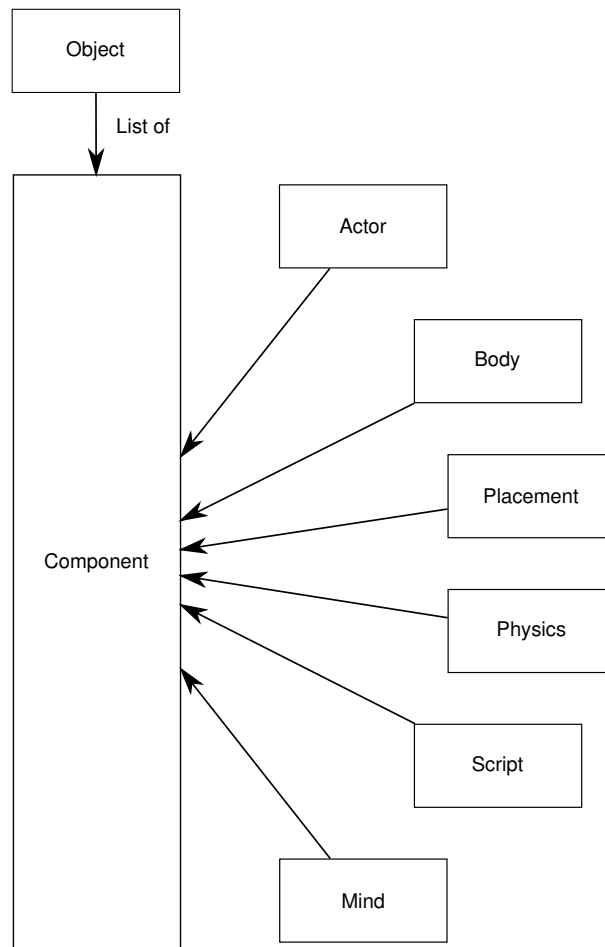 Object
List of
Actor
Body
Placement
Component
Physics
Script
Mind